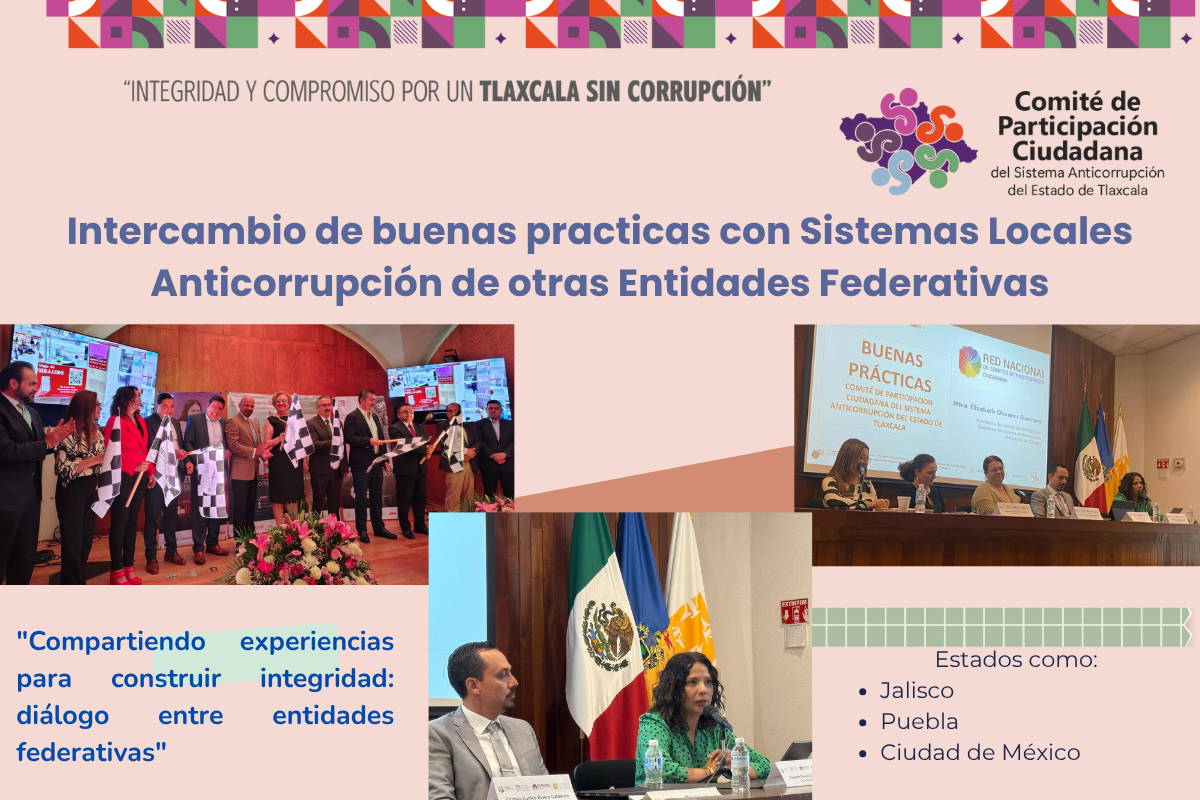 “INTEGRIDAD Y COMPROMISO POR UN TLAXCALA SIN CORRUPCIÓN”
Comité de
Participación
Ciudadana
del Sistema Anticorrupción
del Estado de Tlaxcala
Intercambio de buenas practicas con Sistemas Locales
Anticorrupción de otras Entidades Federativas
BUENAS
PRÁCTICAS
COMITÉ DE PARTICIPACION
CIUDADANA DEL SISTEMA
ANTICORRUPCIÓN DEL ESTADO DE
TLAXCALA
RED NACIONAL
DE COMITÉS DE PARTICIPACIÓN
CIUDADANA
Mtra. Elizabeth Olivares Guerrero
EXTINTOR
"Compartiendo experiencias
para construir integridad:
diálogo entre entidades
federativas"
Estados como:
Jalisco
Puebla
Ciudad de México